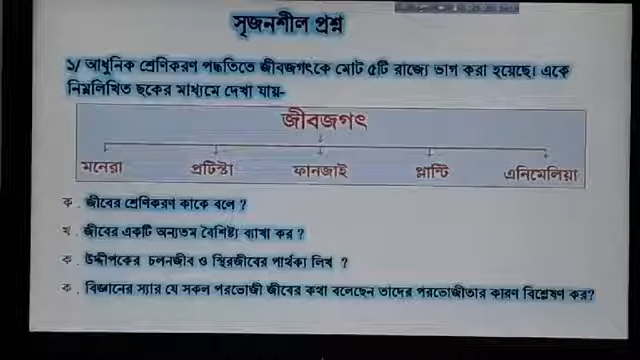 সৃজনশীল প্রশ্ন
১/ আধুনিক শ্রেণিকরণ পদ্ধতিতে জীবজগৎকে মোট ৫টি রাজ্যে ভাগ করা হয়েছে। একে
নিম্নলিখিত ছকের মাধ্যমে দেখা যায়-
জীবজগৎ
মনেরা প্রটিস্টা ফানজাই প্লান্টি এনিমেলিয়া
ক . জীবের শ্রেণিকরণ কাকে বলে ?
খ . জীবের একটি অন্যতম বৈশিষ্ট্য ব্যাখা কর ?
ক . উদ্দীপকের চলনজীব ও স্থিরজীবের পার্থক্য লিখ ?
ক . বিজ্ঞানের স্যার যে সকল পরভোজী জীবের কথা বলেছেন তাদের পরভোজীতার কারণ বিশ্লেষণ কর?